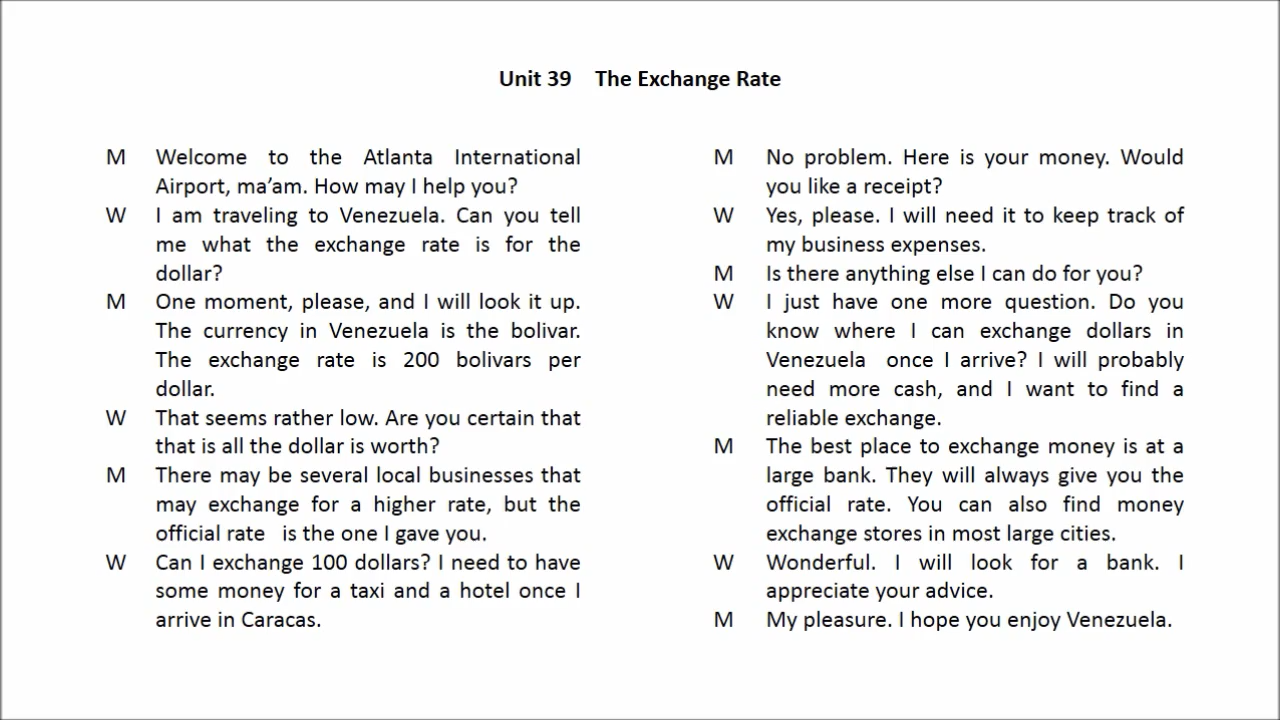 Unit 39 The Exchange Rate
M Welcome to the Atlanta International
Airport, ma’am. How may I help you?
W I am traveling to Venezuela. Can you tell
me what the exchange rate is for the
dollar?
M One moment, please, and I will look it up.
The currency in Venezuela is the bolivar.
The exchange rate is 200 bolivars per
dollar.
W That seems rather low. Are you certain that
that is all the dollar is worth?
M There may be several local businesses that
may exchange for a higher rate, but the
official rate is the one I gave you.
W Can I exchange 100 dollars? I need to have
some money for a taxi and a hotel once I
arrive in Caracas.
M No problem. Here is your money. Would
you like a receipt?
W Yes, please. I will need it to keep track of
my business expenses.
M Is there anything else I can do for you?
W I just have one more question. Do you
know where I can exchange dollars in
Venezuela once I arrive? I will probably
need more cash, and I want to find a
reliable exchange.
M The best place to exchange money is at a
large bank. They will always give you the
official rate. You can also find money
exchange stores in most large cities.
W Wonderful. I will look for a bank. I
appreciate your advice.
M My pleasure. I hope you enjoy Venezuela.